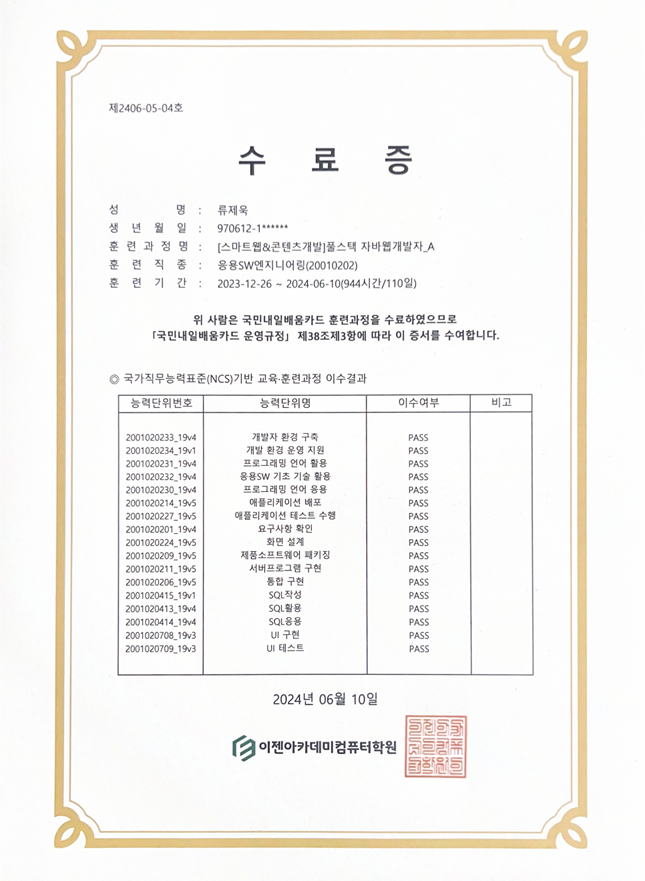 제2406-05-04호
수 료 증
성 명 : 류제욱
생 년 월 일 : 970612-1******
훈 련 과 정 명 : [스마트웹&콘텐츠개발]풀스택 자바웹개발자_A
훈 련 직 종 : 응용SW엔지니어링(20010202)
훈 련 기 간 : 2023-12-26 ~ 2024-06-10(944시간/110일)
위 사람은 국민내일배움카드 훈련과정을 수료하였으므로
「국민내일배움카드 운영규정」 제38조제3항에 따라 이 증서를 수여합니다.
◎ 국가직무능력표준(NCS)기반 교육·훈련과정 이수결과
능력단위번호 능력단위명 이수여부 비고
2001020233_19v4 개발자 환경 구축 PASS
2001020234_19v1 개발 환경 운영 지원 PASS
2001020231_19v4 프로그래밍 언어 활용 PASS
2001020232_19v4 응용SW 기초 기술 활용 PASS
2001020230_19v4 프로그래밍 언어 응용 PASS
2001020214_19v5 애플리케이션 배포 PASS
2001020227_19v5 애플리케이션 테스트 수행 PASS
2001020201_19v4 요구사항 확인 PASS
2001020224_19v5 화면 설계 PASS
2001020209_19v5 제품소프트웨어 패키징 PASS
2001020211_19v5 서버프로그램 구현 PASS
2001020206_19v5 통합 구현 PASS
2001020415_19v1 SQL작성 PASS
2001020413_19v4 SQL활용 PASS
2001020414_19v4 SQL응용 PASS
2001020708_19v3 UI 구현 PASS
2001020709_19v3 UI 테스트 PASS
2024년 06월 10일
이젠아카데미컴퓨터학원